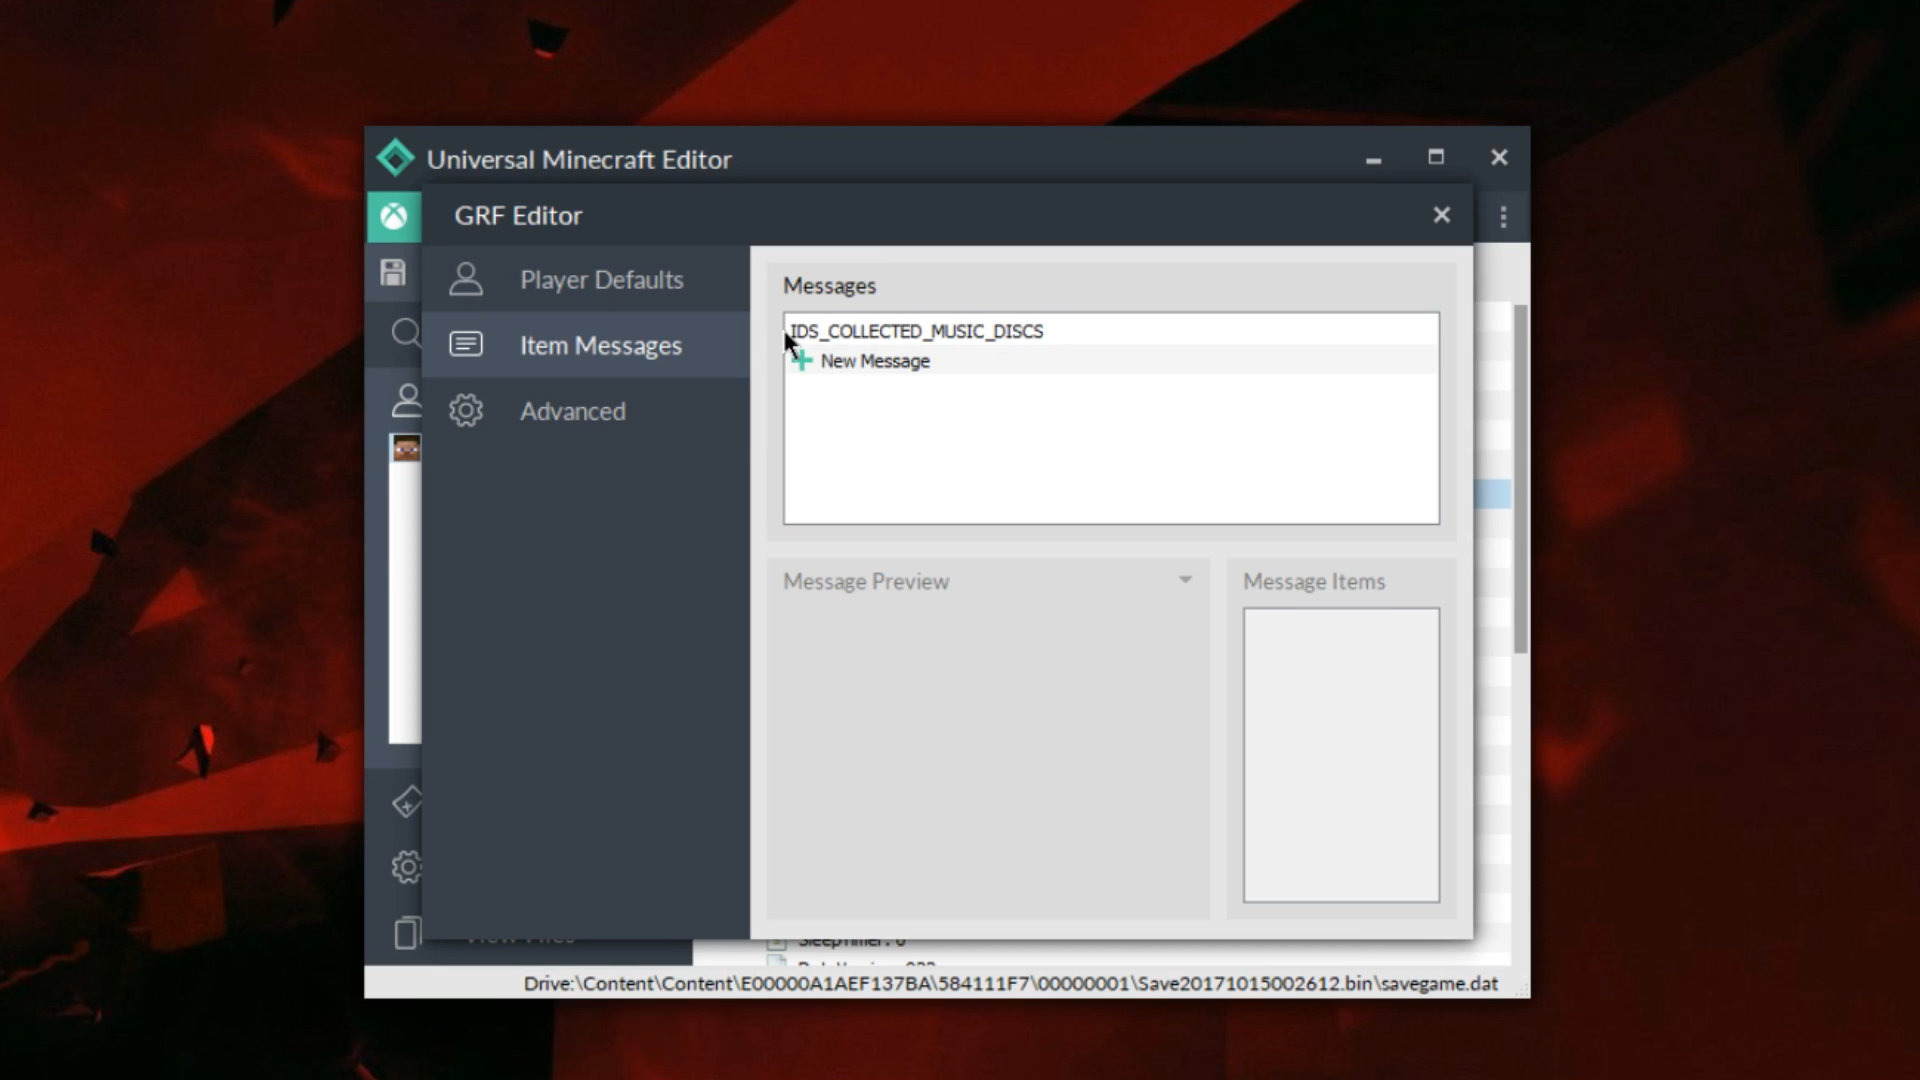 Universal Minecraft Editor
GRF Editor
Player Defaults
Item Messages
Advanced
Messages
IDS_COLLECTED_MUSIC_DISCS
New Message
Message Preview
Message Items
Drive:\Content\Content\E00000A1AEF137BA\584111F7\00000001\Save20171015002612.bin\savegame.dat